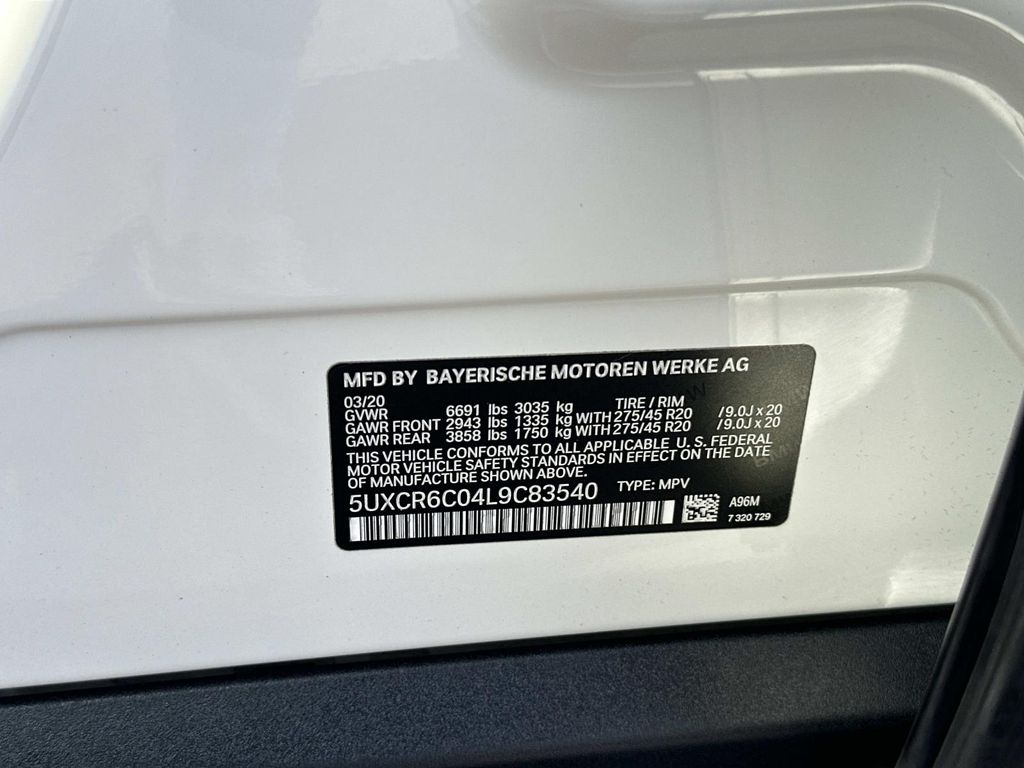 MFD BY BAYERISCHE MOTOREN WERKE AG
03/20 TIRE / RIM
GVWR 6691 lbs 3035 kg
GAWR FRONT 2943 lbs 1335 kg WITH 275/45 R20 / 9.0J x 20
GAWR REAR 3858 lbs 1750 kg WITH 275/45 R20 / 9.0J x 20
THIS VEHICLE CONFORMS TO ALL APPLICABLE U. S. FEDERAL
MOTOR VEHICLE SAFETY STANDARDS IN EFFECT ON THE DATE
OF MANUFACTURE SHOWN ABOVE.
5UXCR6C04L9C83540 TYPE: MPV
A96M
7 320 729